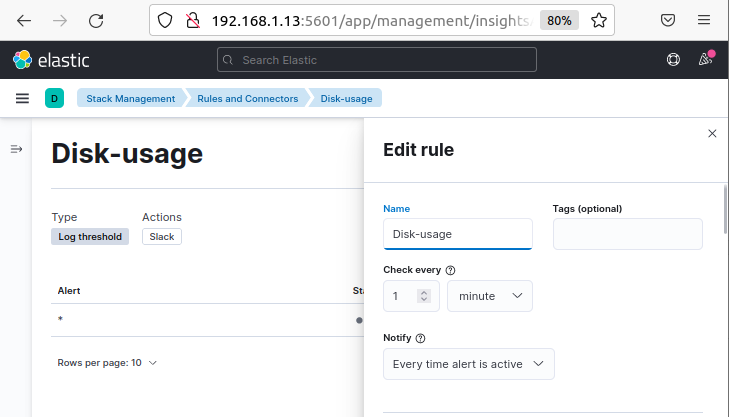 192.168.1.13:5601/app/management/insights
80%
elastic
Search Elastic
D
Stack Management
Rules and Connectors
Disk-usage
Disk-usage
Type
Actions
Log threshold
Slack
Alert
Sta
*
Rows per page: 10
Edit rule
Name
Tags (optional)
Disk-usage
Check every
1
minute
Notify
Every time alert is active